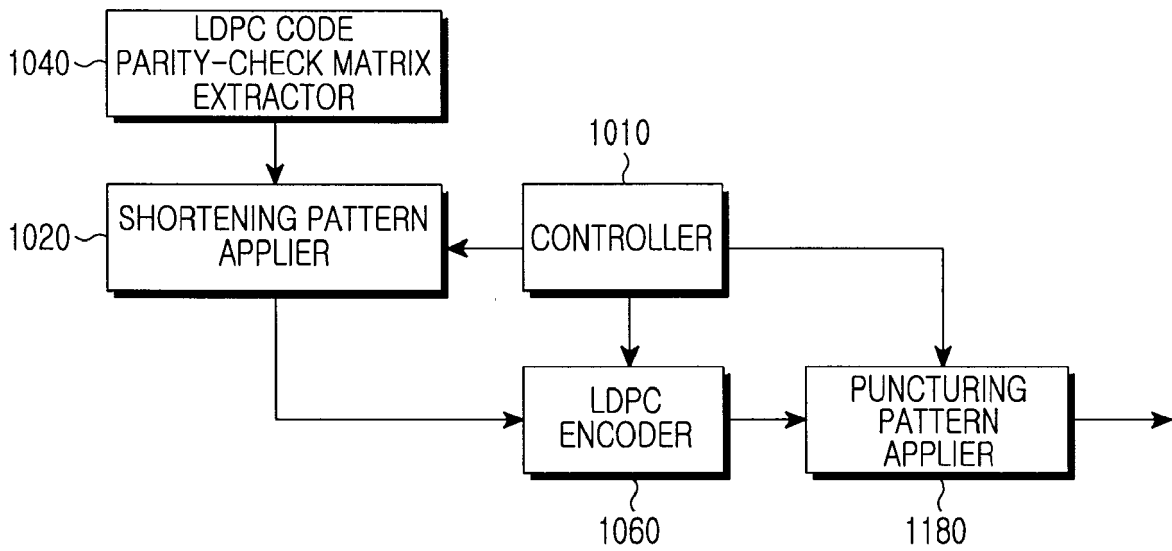 LDPC CODE
PARITY-CHECK MATRIX
EXTRACTOR
1040
1010
SHORTENING PATTERN
APPLIER
1020
CONTROLLER
LDPC
ENCODER
PUNCTURING
PATTERN
APPLIER
1060
1180